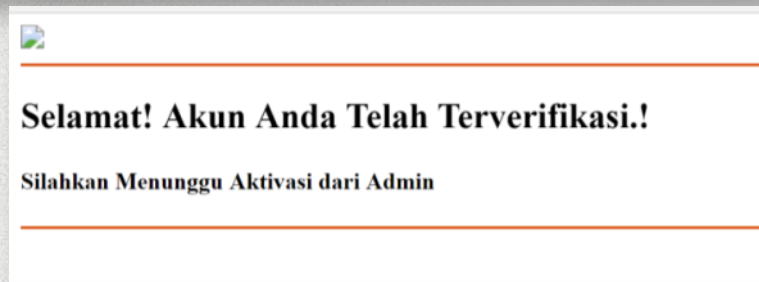 Selamat! Akun Anda Telah Terverifikasi.!
Silahkan Menunggu Aktivasi dari Admin